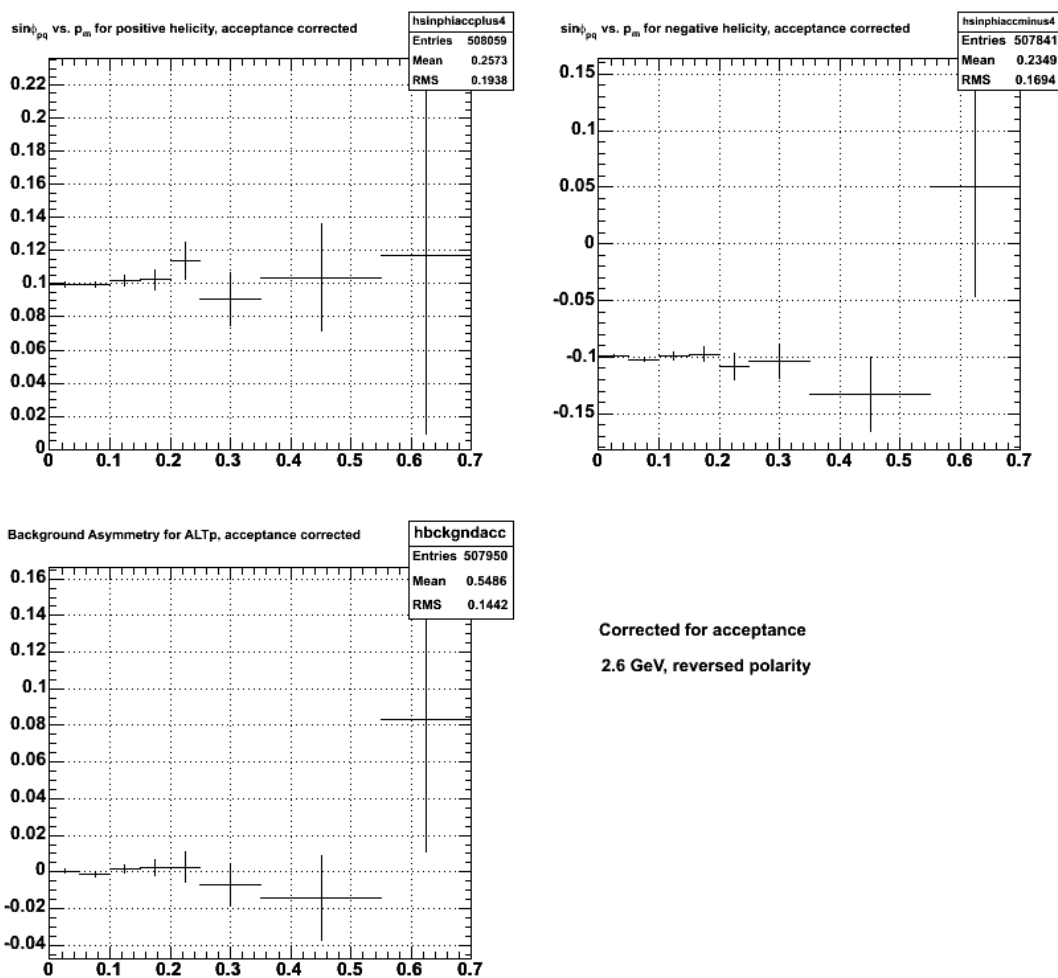 sinϕpq vs. pm for positive helicity, acceptance corrected
hsinphiaccplus4
Entries 508059
Mean 0.2573
RMS 0.1938
0.22
0.2
0.18
0.16
0.14
0.12
0.1
0.08
0.06
0.04
0.02
0
0 0.1 0.2 0.3 0.4 0.5 0.6 0.7
sinϕpq vs. pm for negative helicity, acceptance corrected
hsinphiaccminus4
Entries 507841
Mean 0.2349
RMS 0.1694
0.15
0.1
0.05
0
-0.05
-0.1
-0.15
0 0.1 0.2 0.3 0.4 0.5 0.6 0.7
Background Asymmetry for ALTp, acceptance corrected
hbckgndacc
Entries 507950
Mean 0.5486
RMS 0.1442
0.16
0.14
0.12
0.1
0.08
0.06
0.04
0.02
0
-0.02
-0.04
0 0.1 0.2 0.3 0.4 0.5 0.6 0.7
Corrected for acceptance
2.6 GeV, reversed polarity